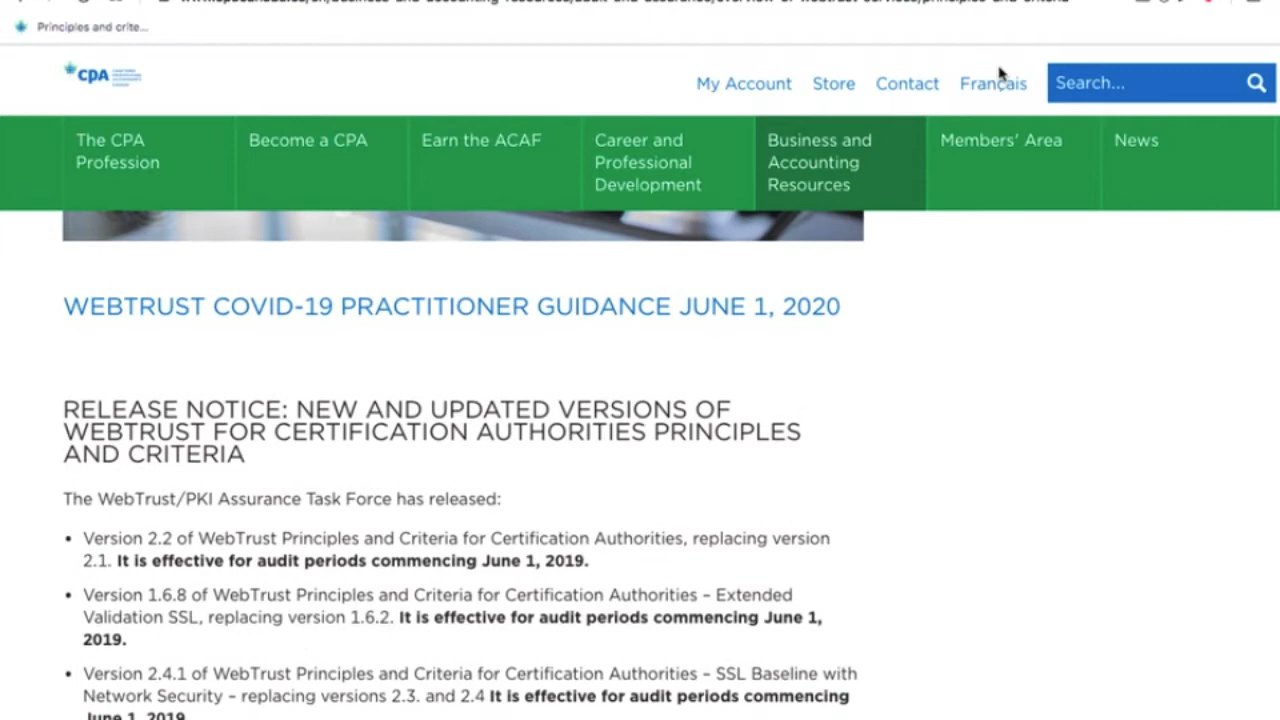 Principles and crite...
CPA
My Account
Store
Contact
Français
Search...
The CPA
Profession
Become a CPA
Earn the ACAF
Career and
Professional
Development
Business and
Accounting
Resources
Members' Area
News
WEBTRUST COVID-19 PRACTITIONER GUIDANCE JUNE 1, 2020
RELEASE NOTICE: NEW AND UPDATED VERSIONS OF
WEBTRUST FOR CERTIFICATION AUTHORITIES PRINCIPLES
AND CRITERIA
The WebTrust/PKI Assurance Task Force has released:
• Version 2.2 of WebTrust Principles and Criteria for Certification Authorities, replacing version
2.1. It is effective for audit periods commencing June 1, 2019.
• Version 1.6.8 of WebTrust Principles and Criteria for Certification Authorities – Extended
Validation SSL, replacing version 1.6.2. It is effective for audit periods commencing June 1,
2019.
• Version 2.4.1 of WebTrust Principles and Criteria for Certification Authorities – SSL Baseline with
Network Security – replacing versions 2.3. and 2.4 It is effective for audit periods commencing
June 1, 2019